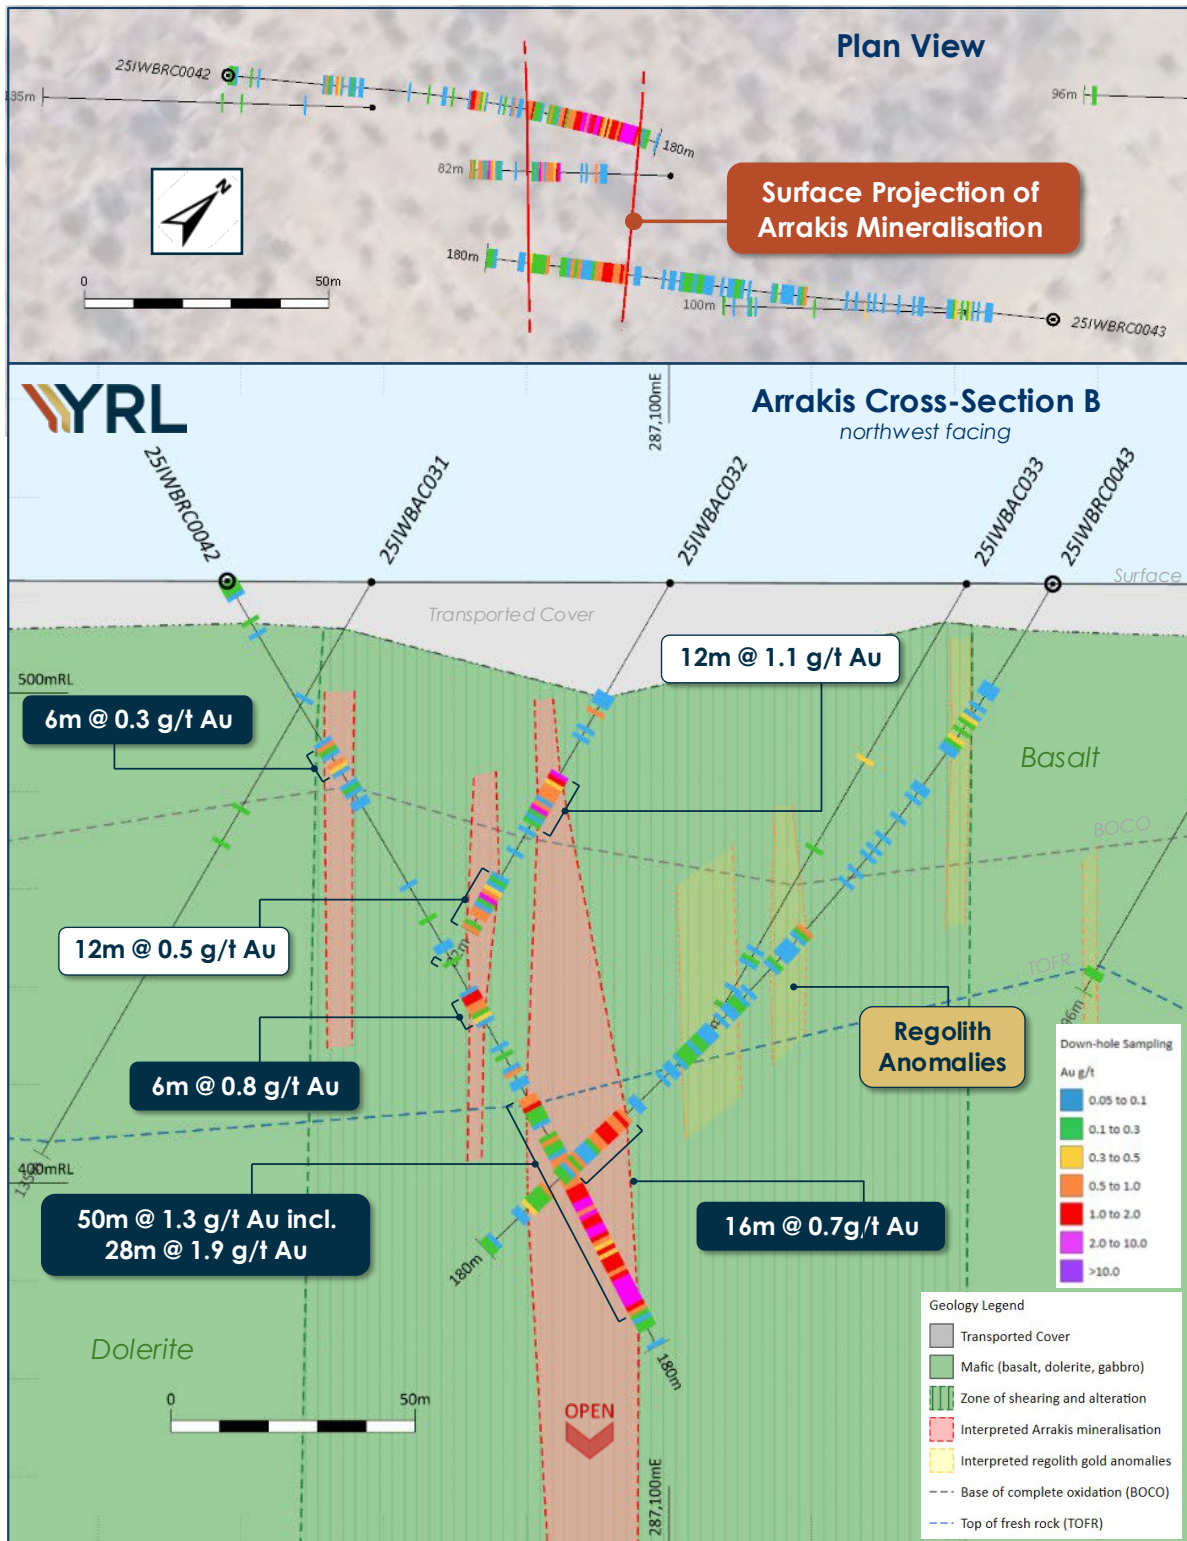 Plan View
25IWBRC0042
135m
96m
180m
82m
N
Surface Projection of
Arrakis Mineralisation
180m
0
50m
100m
25IWBRC0043
YRL
287,100mE
Arrakis Cross-Section B
northwest facing
25IWBRC0042
25IWBAC031
25IWBAC032
25IWBAC033
25IWBRC0043
Surface
Transported Cover
12m @ 1.1 g/t Au
500mRL
6m @ 0.3 g/t Au
Basalt
BOCO
12m @ 0.5 g/t Au
TOFR
96m
Regolith
Anomalies
6m @ 0.8 g/t Au
400mRL
50m @ 1.3 g/t Au incl.
28m @ 1.9 g/t Au
16m @ 0.7g/t Au
180m
180m
Dolerite
0
50m
OPEN
287,100mE
Down-hole Sampling
Au g/t
0.05 to 0.1
0.1 to 0.3
0.3 to 0.5
0.5 to 1.0
1.0 to 2.0
2.0 to 10.0
>10.0
Geology Legend
Transported Cover
Mafic (basalt, dolerite, gabbro)
Zone of shearing and alteration
Interpreted Arrakis mineralisation
Interpreted regolith gold anomalies
Base of complete oxidation (BOCO)
Top of fresh rock (TOFR)